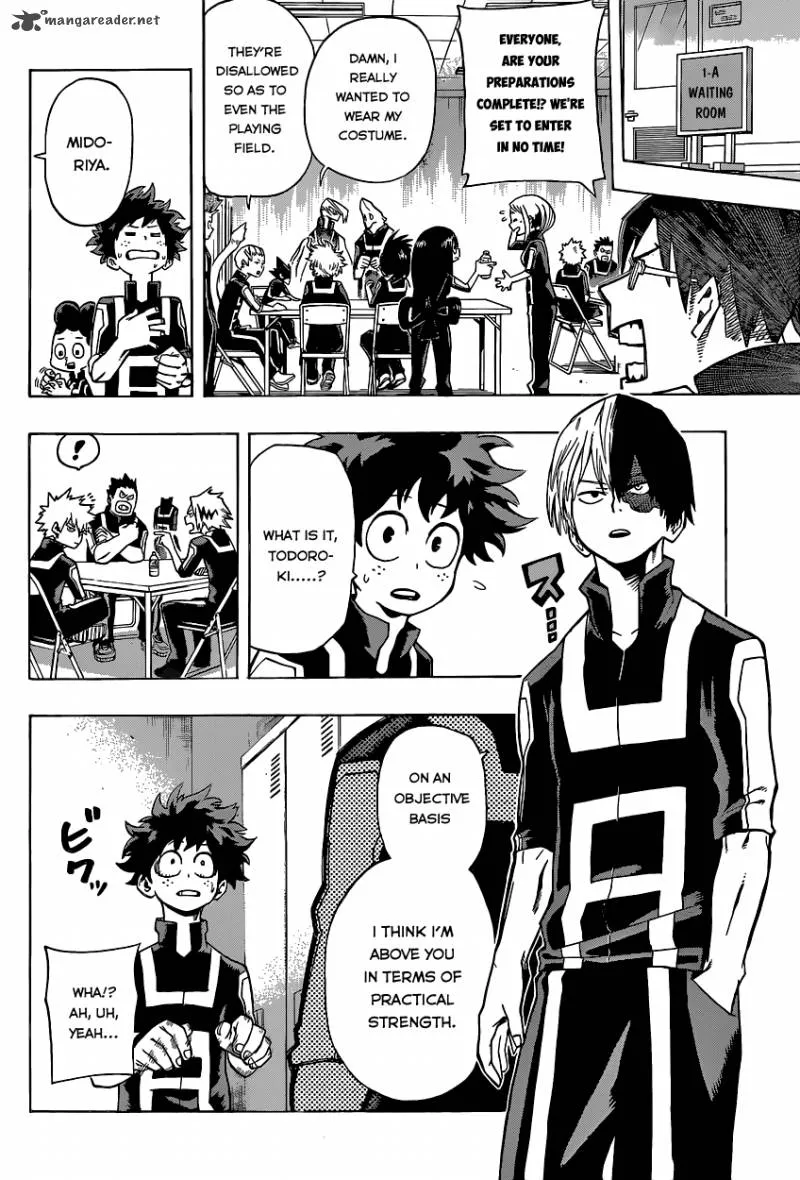 mangareader.net
1-A
WAITING
ROOM
EVERYONE,
ARE YOUR
PREPARATIONS
COMPLETE!? WE'RE
SET TO ENTER
IN NO TIME!
DAMN, I
REALLY
WANTED TO
WEAR MY
COSTUME.
THEY'RE
DISALLOWED
SO AS TO
EVEN THE
PLAYING
FIELD.
MIDO-
RIYA.
ズ
WHAT IS IT,
TODORO-
KI.....?
!
ON AN
OBJECTIVE
BASIS
I THINK I'M
ABOVE YOU
IN TERMS OF
PRACTICAL
STRENGTH.
ビクッ
WHA!?
AH, UH,
YEAH...